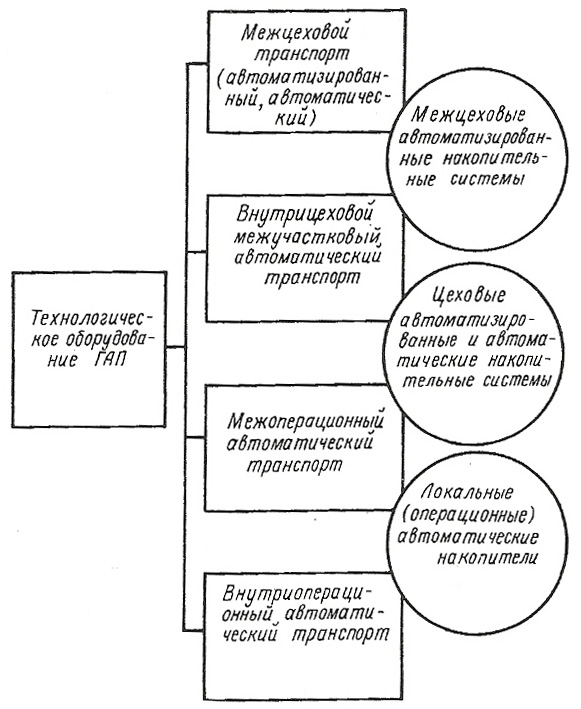 Межцеховой
транспорт
(автоматизирован-
ный, автоматичес-
кий)
Межцеховые
автоматизирован-
ные накопитель-
ные системы
Внутрицеховой
межучастковый,
автоматический
транспорт
Технологичес-
кое оборудова-
ние ГАП
Цеховые
автоматизиро-
ванные и автома-
тические накопи-
тельные системы
Межоперационный
автоматический
транспорт
Локальные
(операционные)
автоматические
накопители
Внутриопераци-
онный, автомати-
ческий транспорт